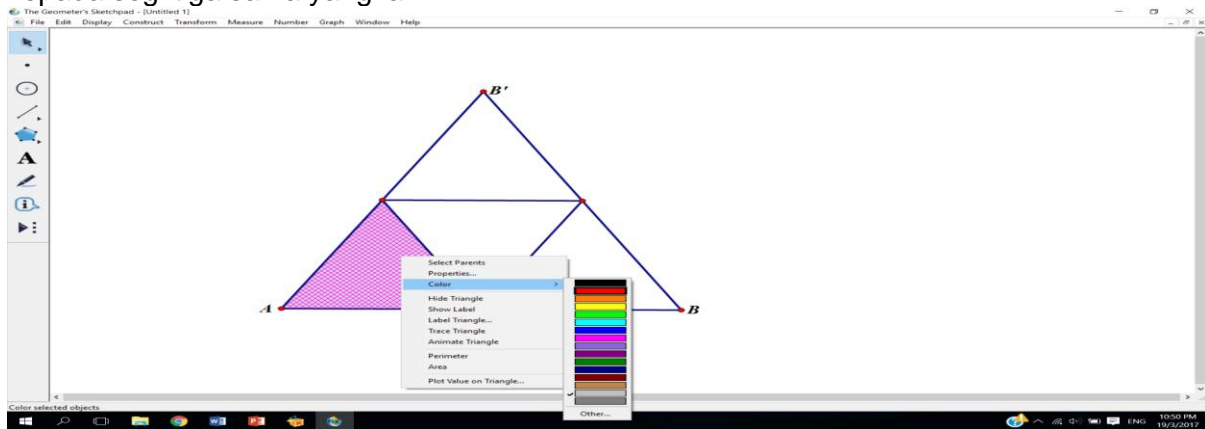 The Geometer's Sketchpad - [Untitled 1]
File Edit Display Construct Transform Measure Number Graph Window Help
B'
A
B
Select Parents
Properties...
Color
Hide Triangle
Show Label
Label Triangle...
Trace Triangle
Animate Triangle
Perimeter
Area
Plot Value on Triangle...
Other...
Color selected objects
ENG
10:50 PM
19/3/2017